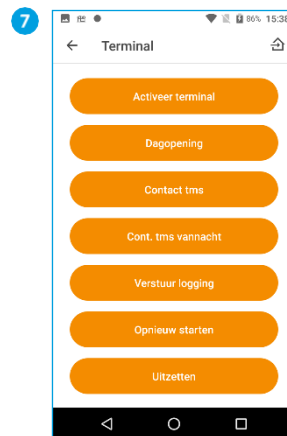 7
86% 15:38
Terminal
Activeer terminal
Dagopening
Contact tms
Cont. tms vannacht
Verstuur logging
Opnieuw starten
Uitzetten